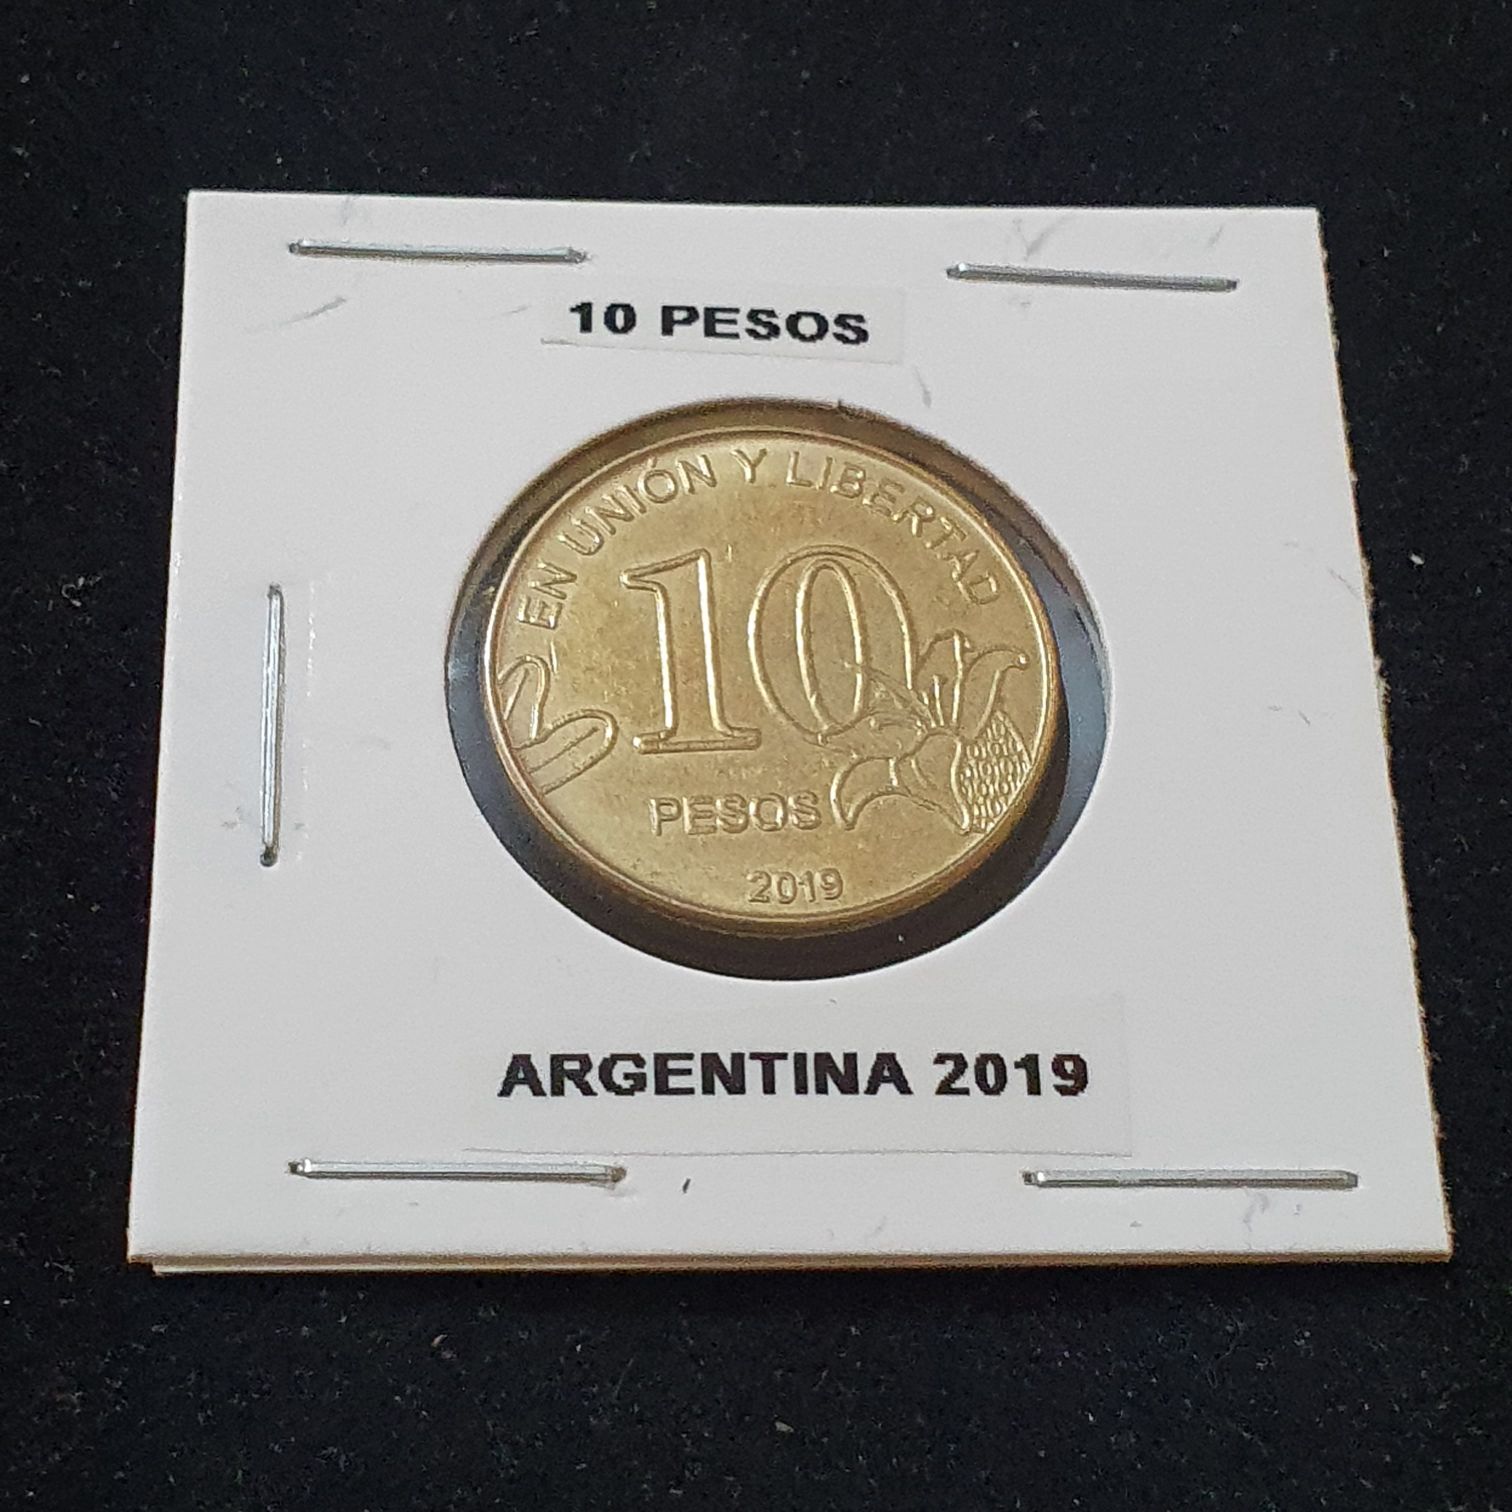 10 PESOS
EN UNIÓN Y LIBERTAD
10
PESOS
2019
ARGENTINA 2019